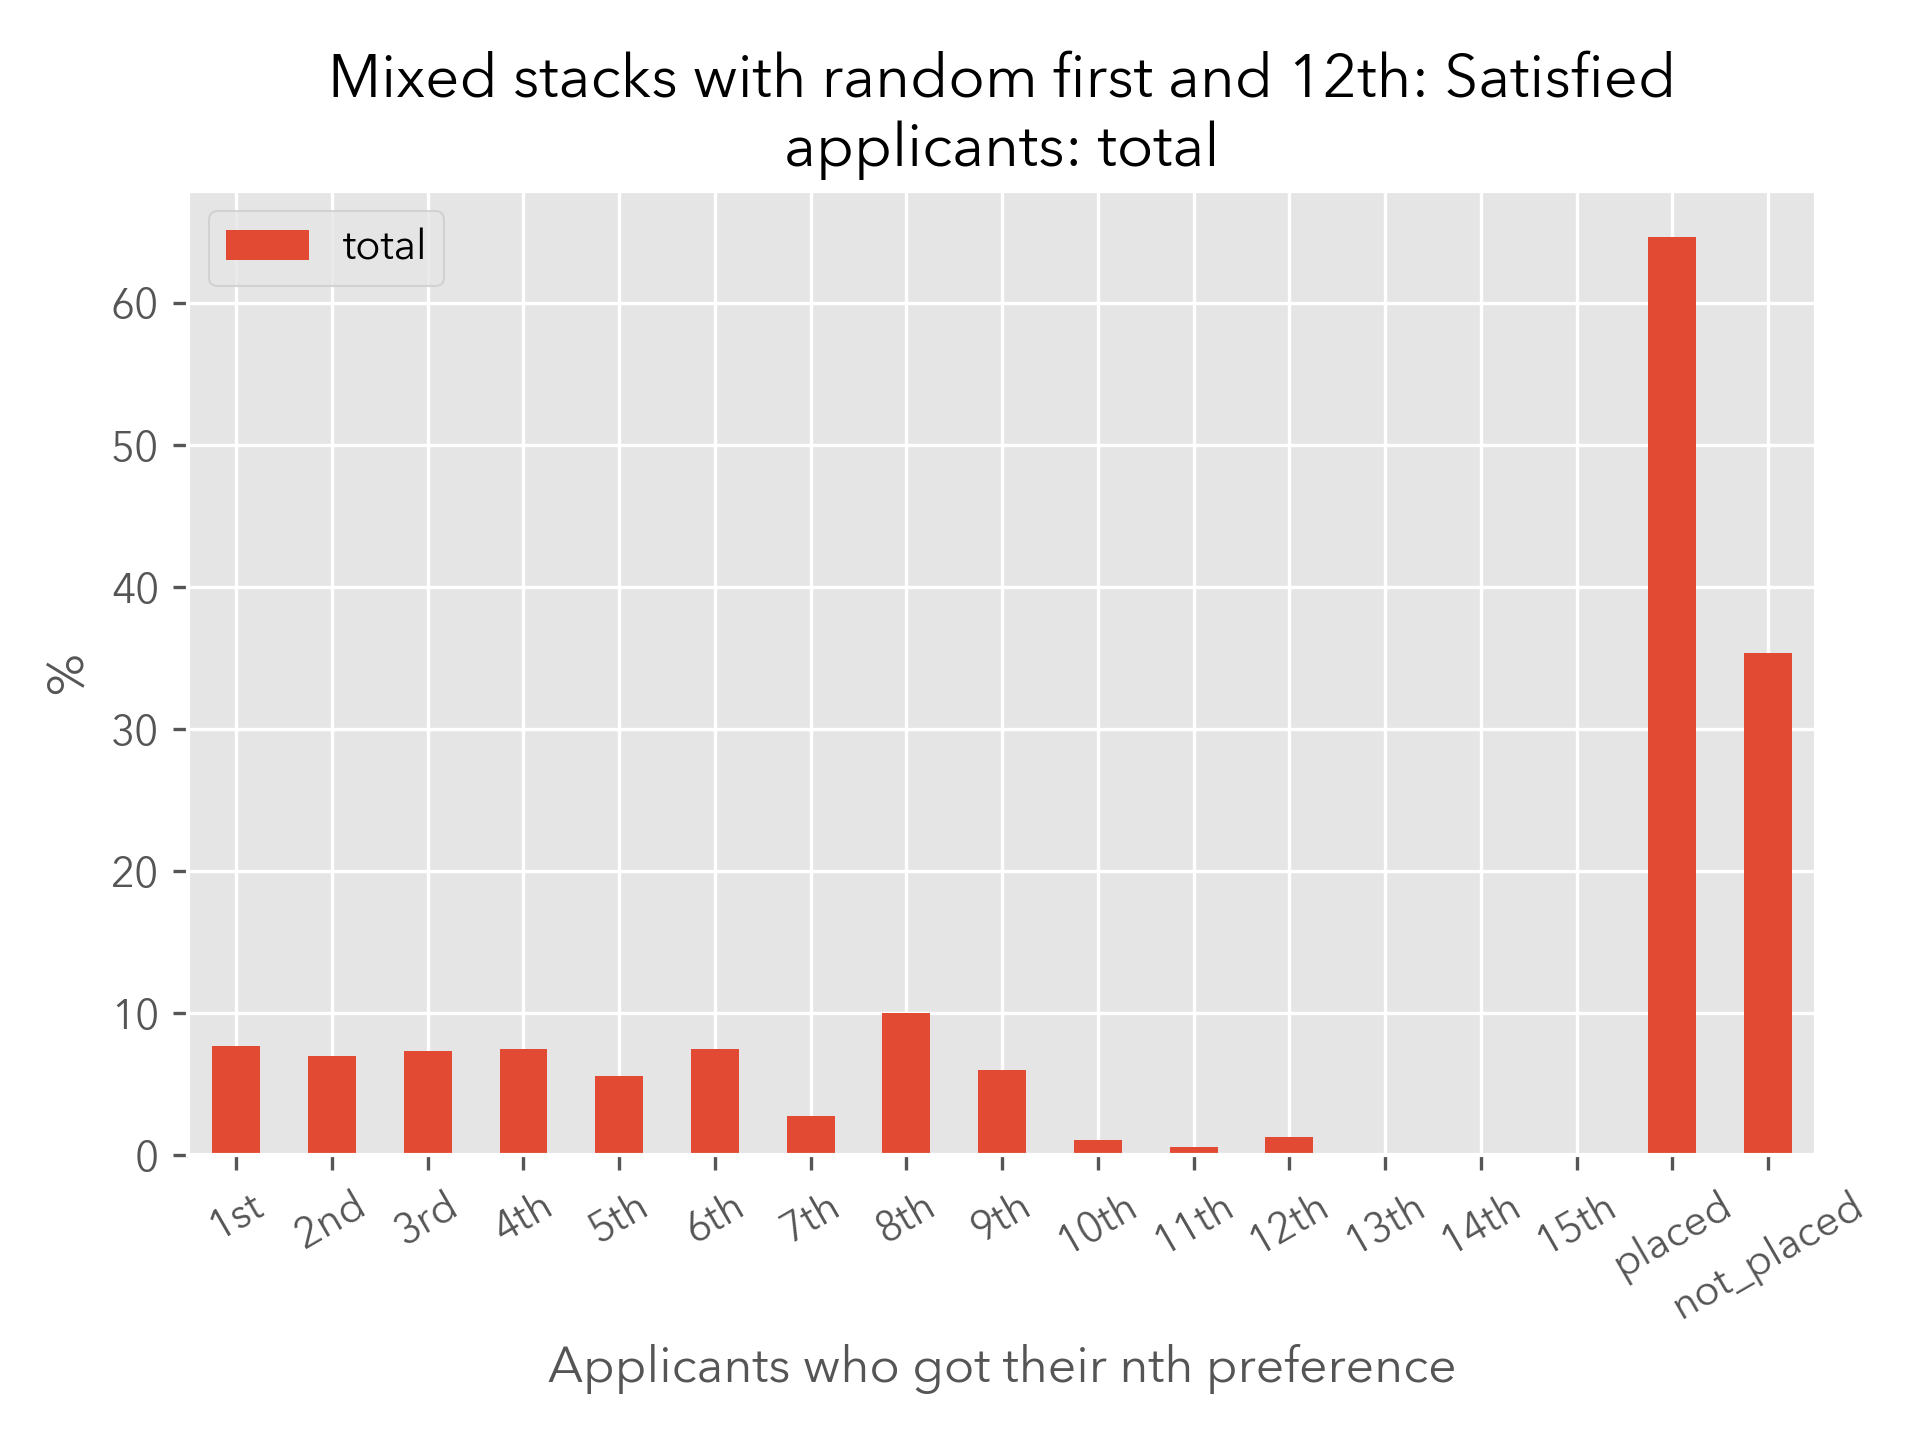 Mixed stacks with random first and 12th: Satisfied
applicants: total
total
60
50
40
30
20
10
0
%
1st
2nd
3rd
4th
5th
6th
7th
8th
9th
10th
11th
12th
13th
14th
15th
placed
not_placed
Applicants who got their nth preference